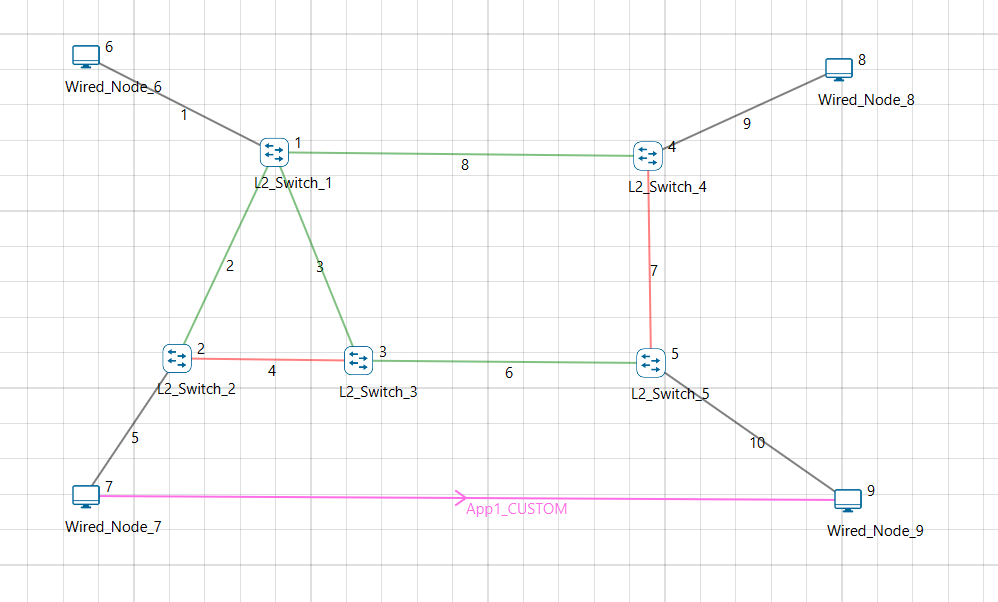 6
Wired_Node_6
1
8
Wired_Node_8
9
1
L2_Switch_1
8
4
L2_Switch_4
2
3
7
2
L2_Switch_2
4
3
L2_Switch_3
6
5
L2_Switch_5
5
10
7
Wired_Node_7
App1_CUSTOM
9
Wired_Node_9